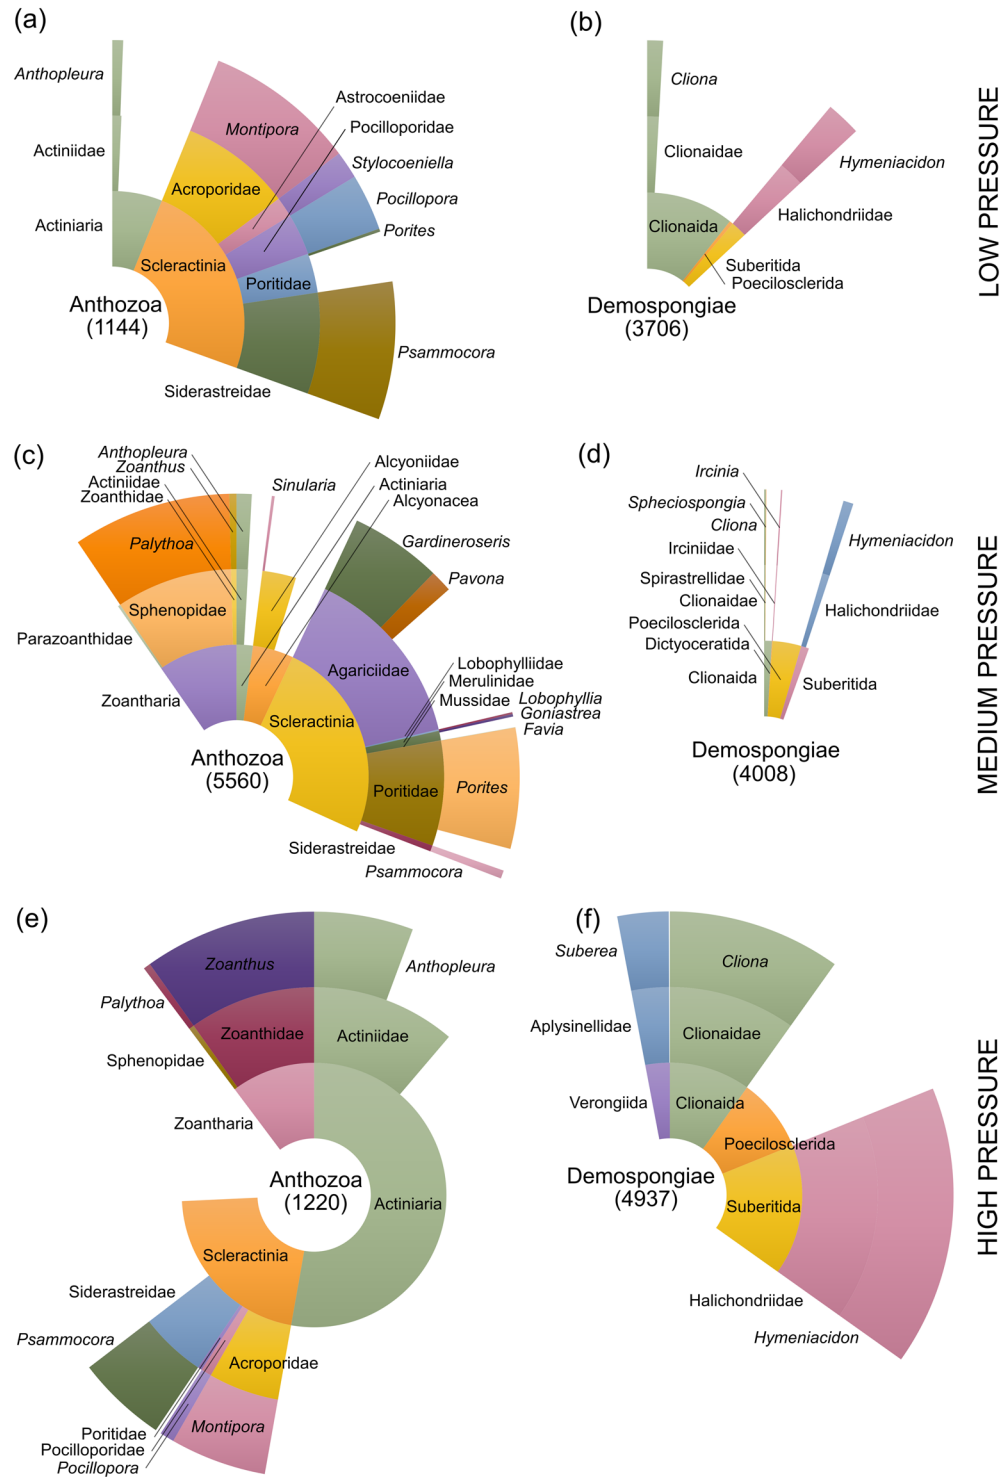 (a)
Anthopleura
Actiniidae
Actiniaria
Montipora
Acroporidae
Scleractinia
Astrocoeniidae
Pocilloporidae
Stylocoeniella
Pocillopora
Porites
Poritidae
Psammocora
Siderastreidae
Anthozoa
(1144)
(b)
Cliona
Clionaidae
Clionaida
Hymeniacidon
Halichondriidae
Suberitida
Poecilosclerida
Demospongiae
(3706)
LOW PRESSURE
(c)
Anthopleura
Zoanthus
Actiniidae
Zoanthidae
Palythoa
Sphenopidae
Parazoanthidae
Zoantharia
Sinularia
Alcyoniidae
Actiniaria
Alcyonacea
Gardineroseris
Pavona
Agariciidae
Lobophylliidae
Merulinidae
Mussidae
Lobophyllia
Goniastrea
Favia
Scleractinia
Anthozoa
(5560)
Poritidae
Porites
Siderastreidae
Psammocora
(d)
Ircinia
Spheciospongia
Cliona
Irciniidae
Spirastrellidae
Clionaidae
Poecilosclerida
Dictyoceratida
Clionaida
Hymeniacidon
Halichondriidae
Suberitida
Demospongiae
(4008)
MEDIUM PRESSURE
(e)
Zoanthus
Anthopleura
Palythoa
Zoanthidae
Actiniidae
Sphenopidae
Zoantharia
Anthozoa
(1220)
Actiniaria
Scleractinia
Siderastreidae
Psammocora
Acroporidae
Montipora
Poritidae
Pocilloporidae
Pocillopora
(f)
Suberea
Cliona
Aplysinellidae
Clionaidae
Verongiida
Clionaida
Poecilosclerida
Demospongiae
(4937)
Suberitida
Halichondriidae
Hymeniacidon
HIGH PRESSURE